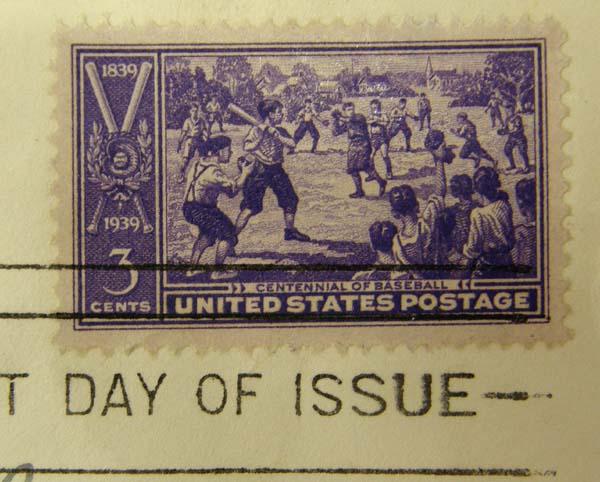 1839
1939
3
CENTS
CENTENNIAL OF BASEBALL
UNITED STATES POSTAGE
T DAY OF ISSUE